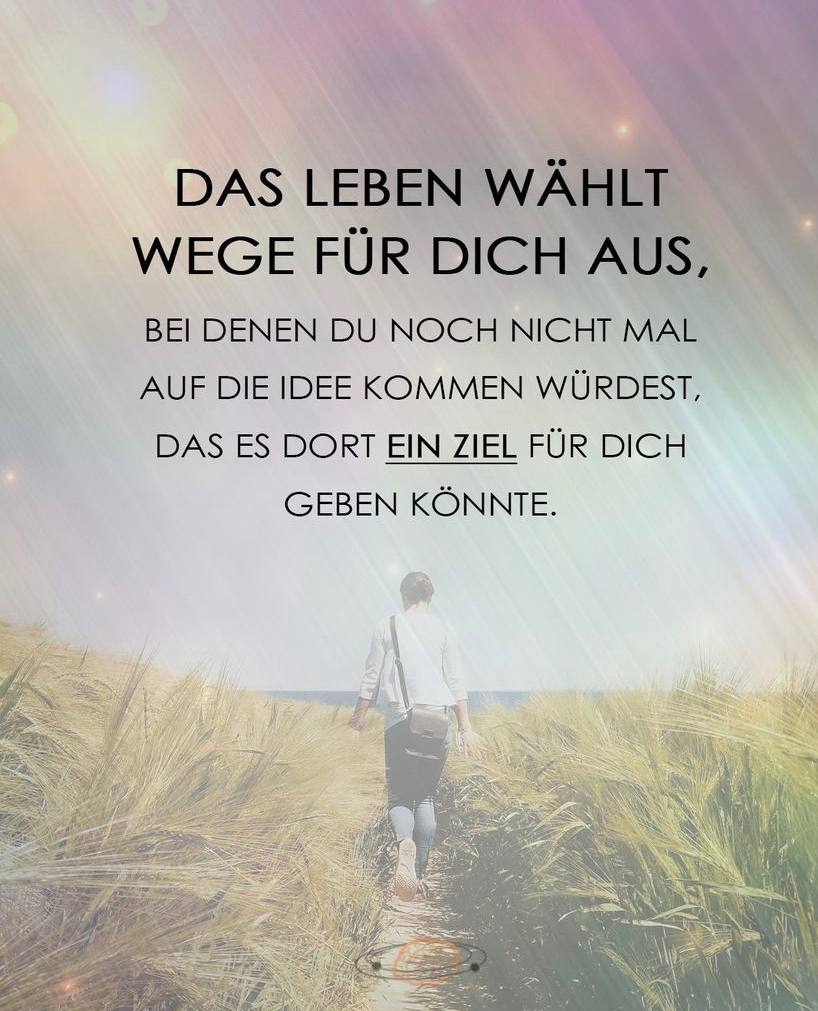 DAS LEBEN WÄHLT
WEGE FÜR DICH AUS,
BEI DENEN DU NOCH NICHT MAL
AUF DIE IDEE KOMMEN WÜRDEST,
DAS ES DORT EIN ZIEL FÜR DICH
GEBEN KÖNNTE.